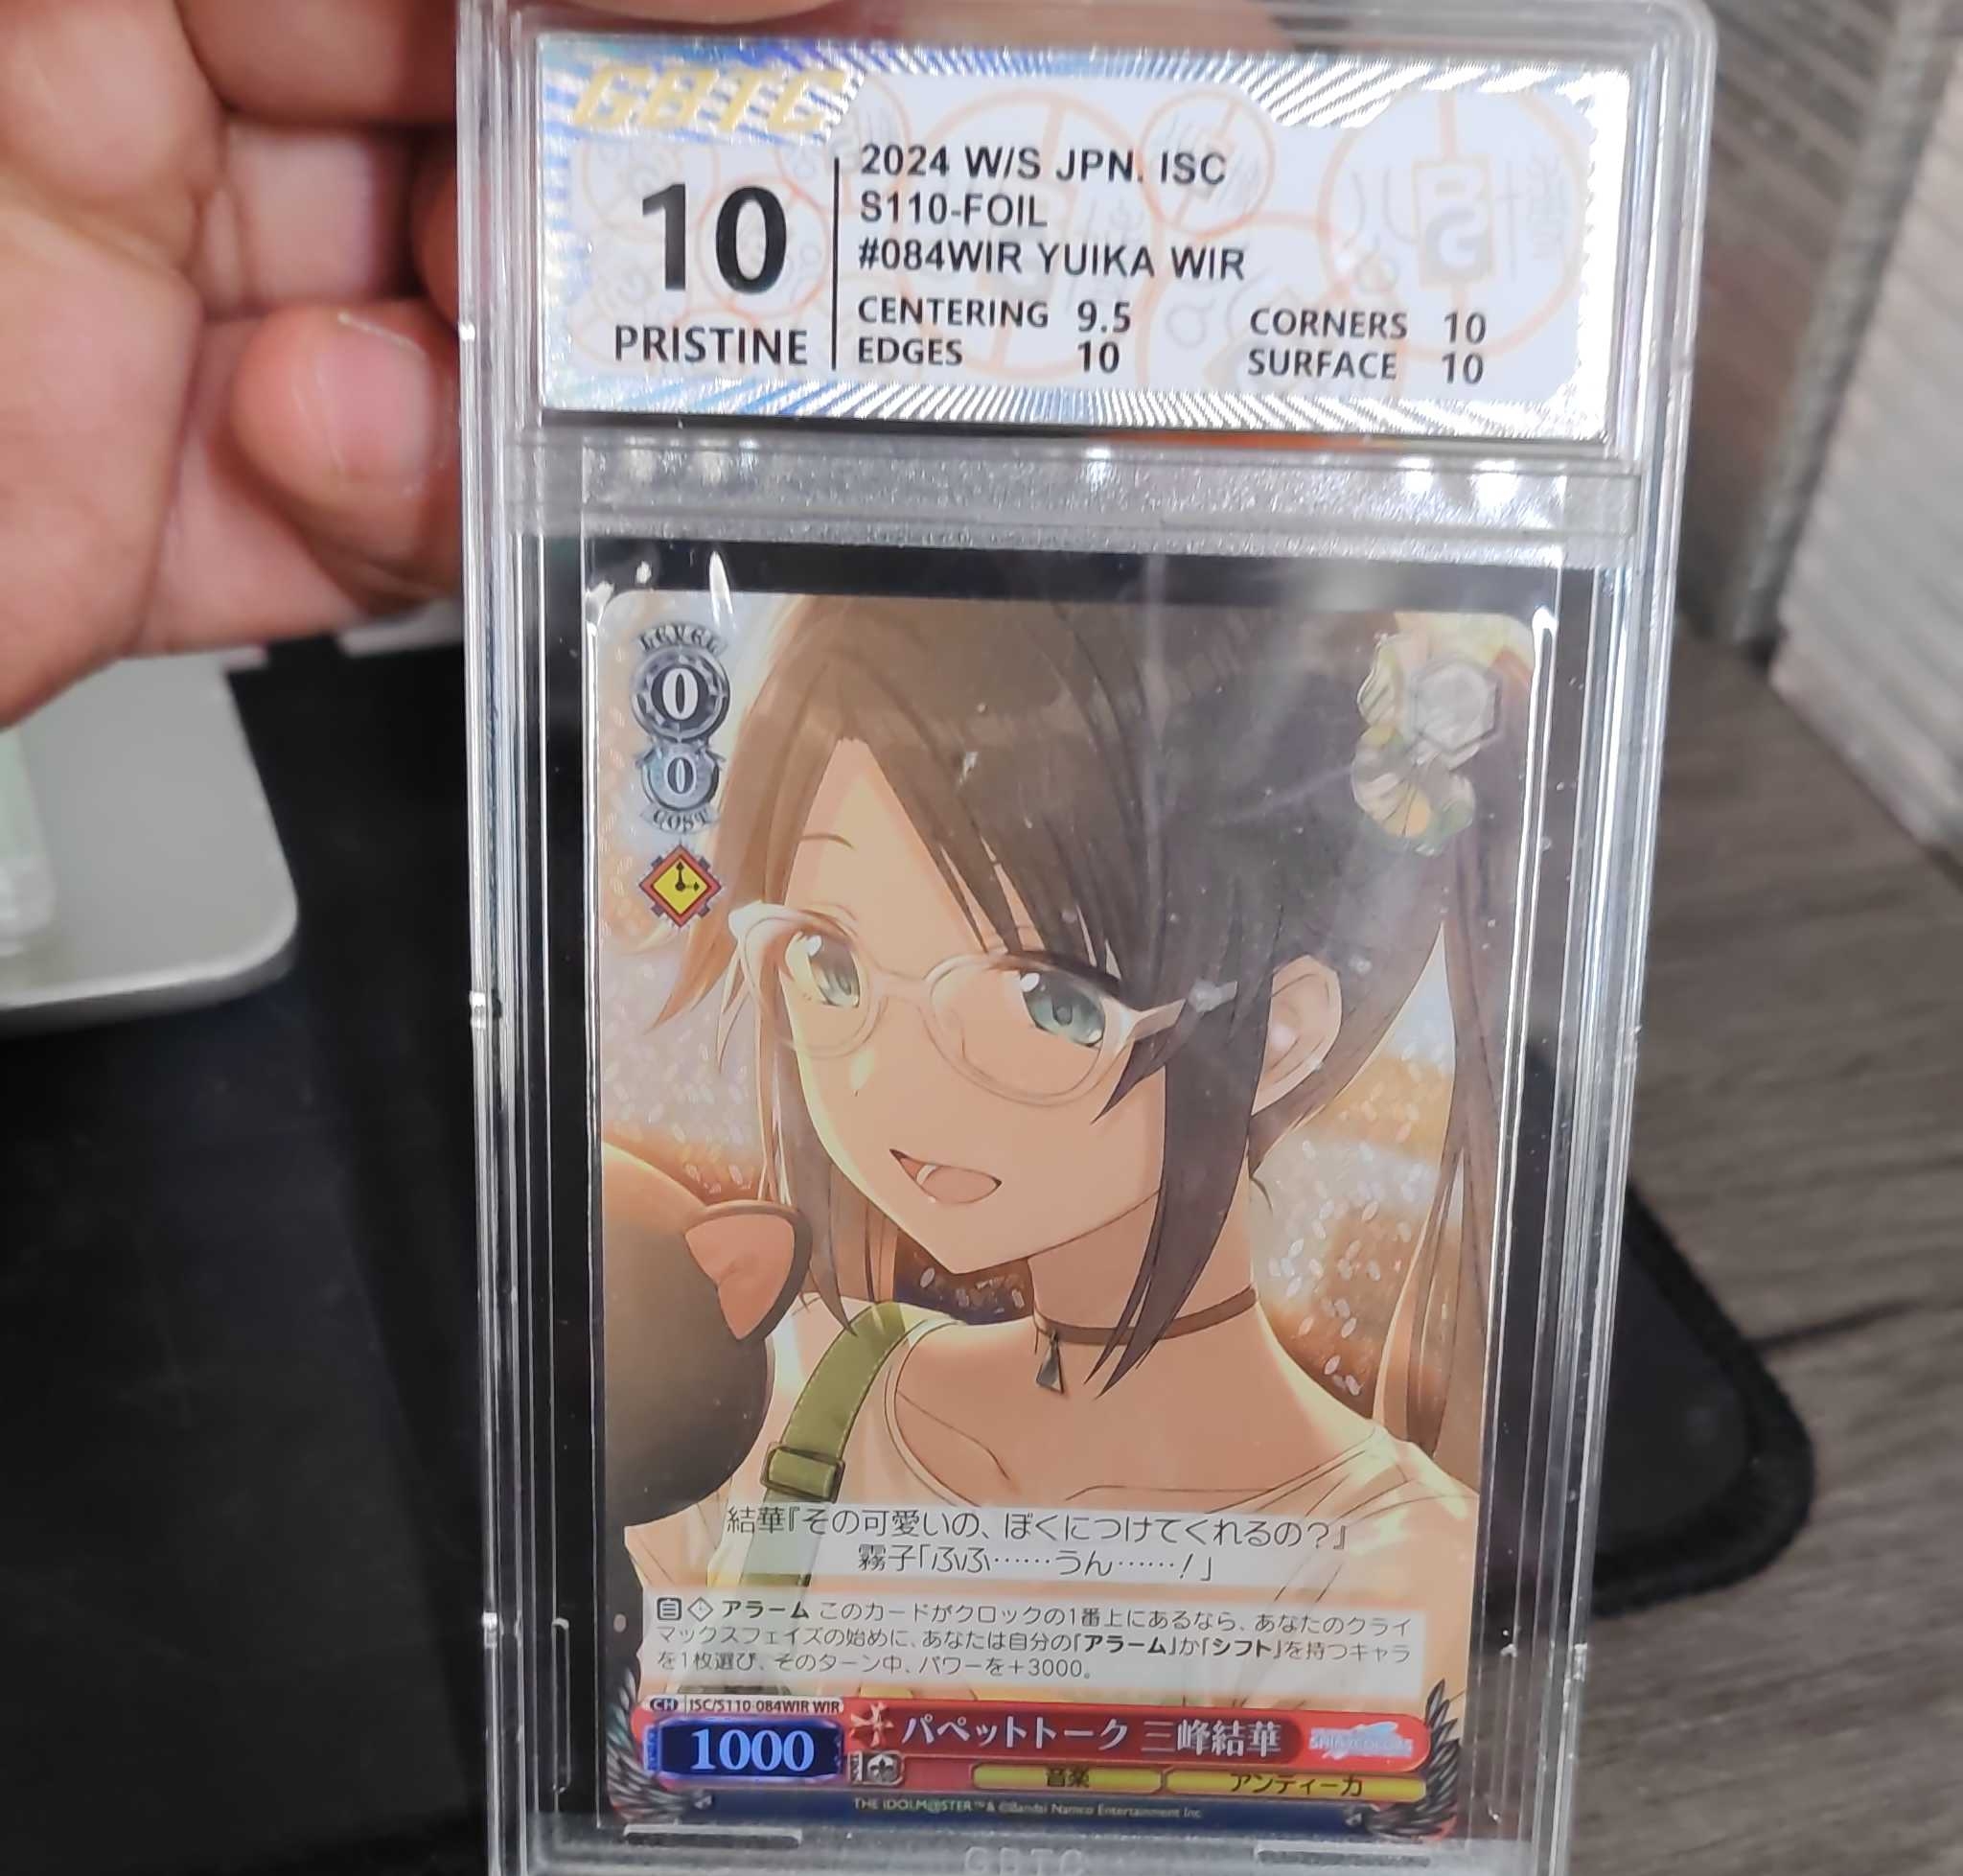 GBTC
10
PRISTINE
2024 W/S JPN. ISC
S110-FOIL
#084WIR YUIKA WIR
CENTERING 9.5
CORNERS 10
EDGES 10
SURFACE 10
LEVEL
0
0
COST
結華『その可愛いの、ぼくにつけてくれるの?』
霧子「ふふ……うん……!」
アラーム このカードがクロックの1番上にあるなら、あなたのクライ
マックスフェイズの始めに、あなたは自分の「アラーム」か「シフト」を持つキャラ
を1枚選び、そのターン中、パワーを+3000。
CH ISC/S110-084WIR WIR
1000
パペットトーク 三峰結華
音楽
アンティーカ
THE IDOLM@STER™& ©Bandai Namco Entertainment Inc.
GBTC